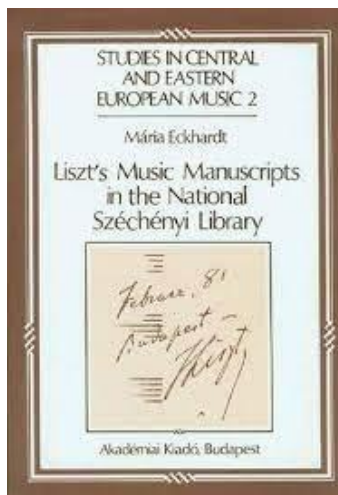 STUDIES IN CENTRAL
AND EASTERN
EUROPEAN MUSIC 2
Mária Eckhardt
Liszt's Music Manuscripts
in the National
Széchényi Library
Februar. 81
Budapest –
FLiszt
Akadémiai Kiadó, Budapest